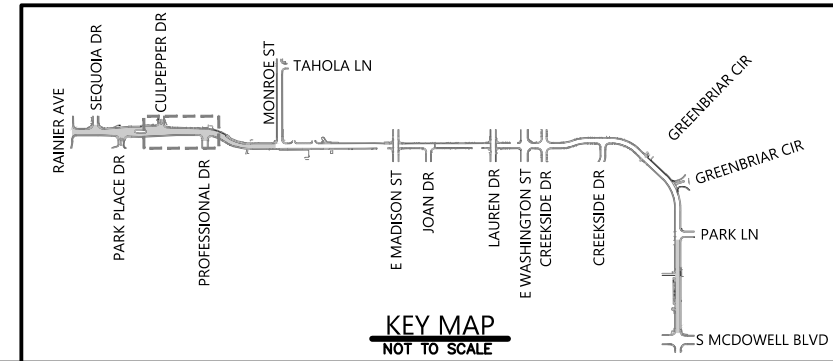 RAINIER AVE
SEQUOIA DR
PARK PLACE DR
CULPEPPER DR
PROFESSIONAL DR
MONROE ST
TAHOLA LN
E MADISON ST
JOAN DR
LAUREN DR
E WASHINGTON ST
CREEKSIDE DR
CREEKSIDE DR
GREENBRIAR CIR
GREENBRIAR CIR
PARK LN
S MCDOWELL BLVD
KEY MAP
NOT TO SCALE